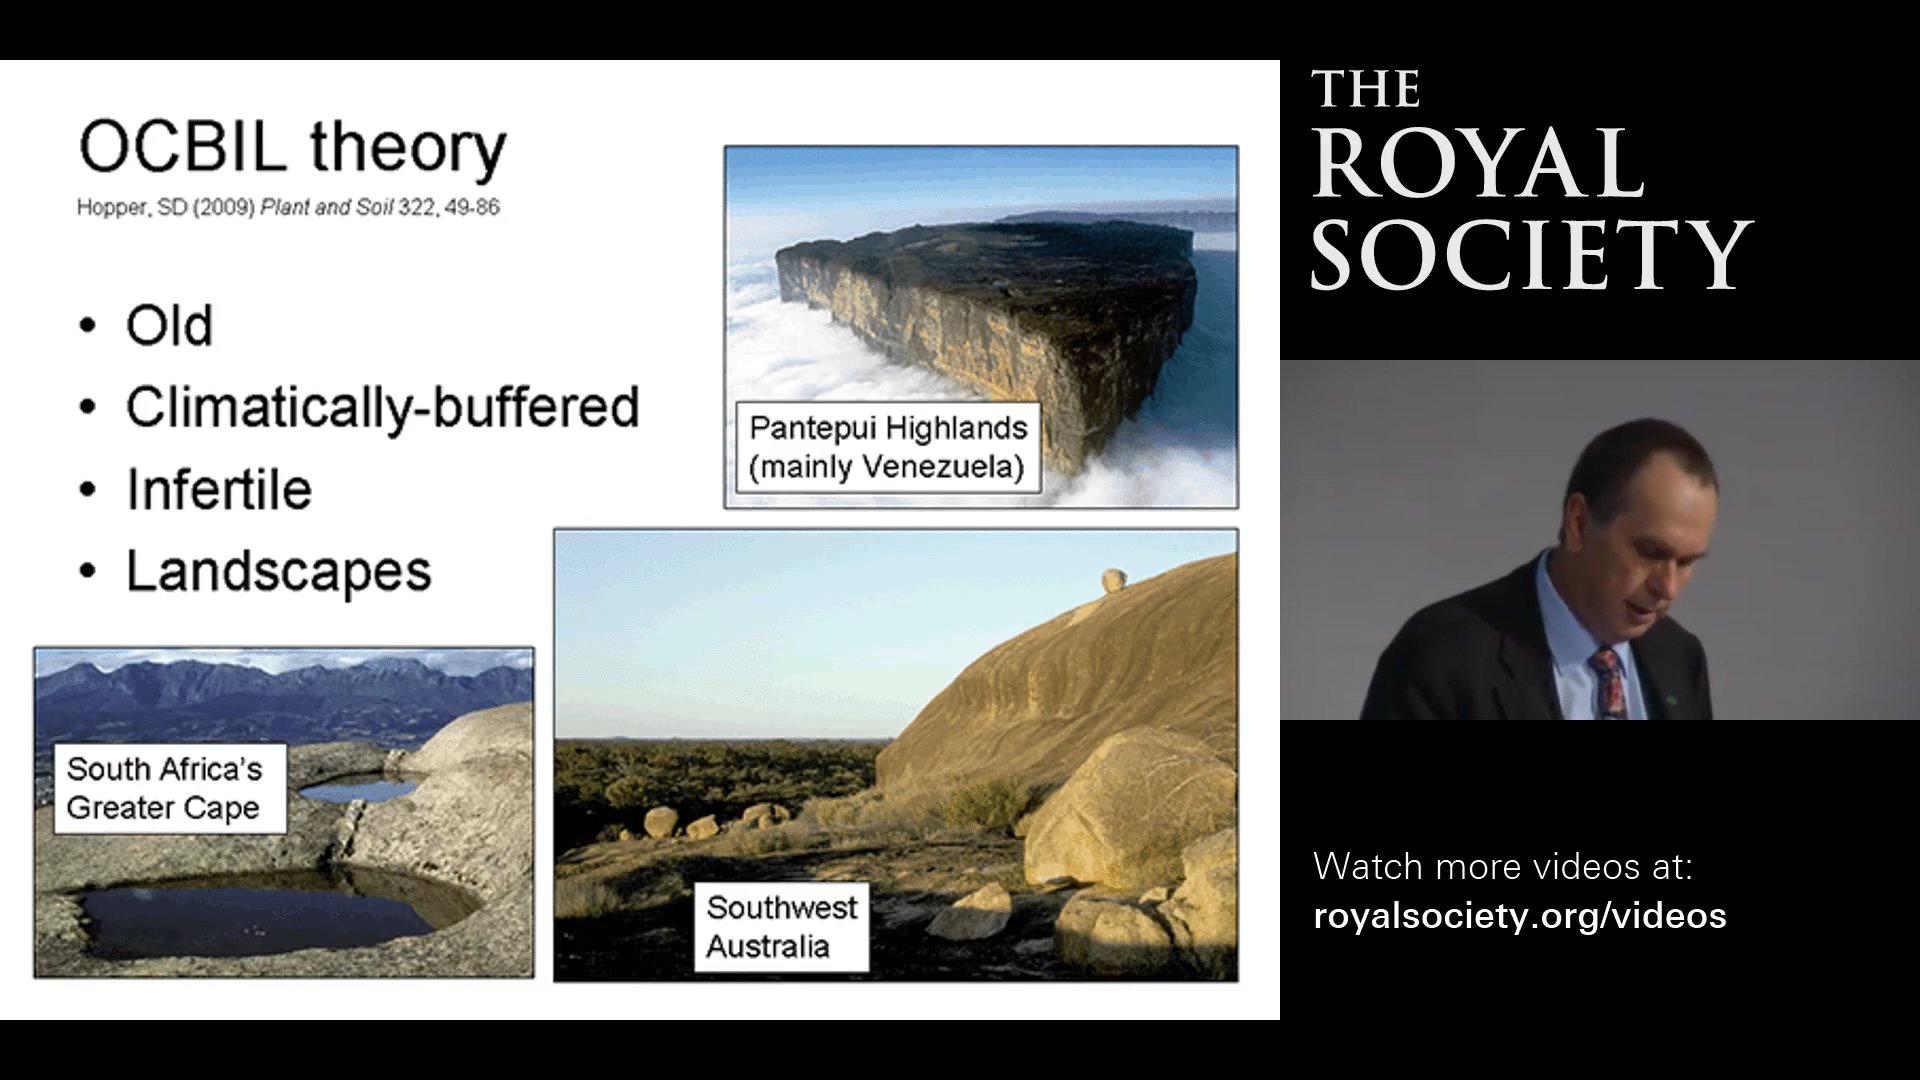 OCBIL theory
Hopper, SD (2009) Plant and Soil 322, 49-86
• Old
• Climatically-buffered
• Infertile
• Landscapes
Pantepui Highlands
(mainly Venezuela)
South Africa's
Greater Cape
Southwest
Australia
THE
ROYAL
SOCIETY
Watch more videos at:
royalsociety.org/videos